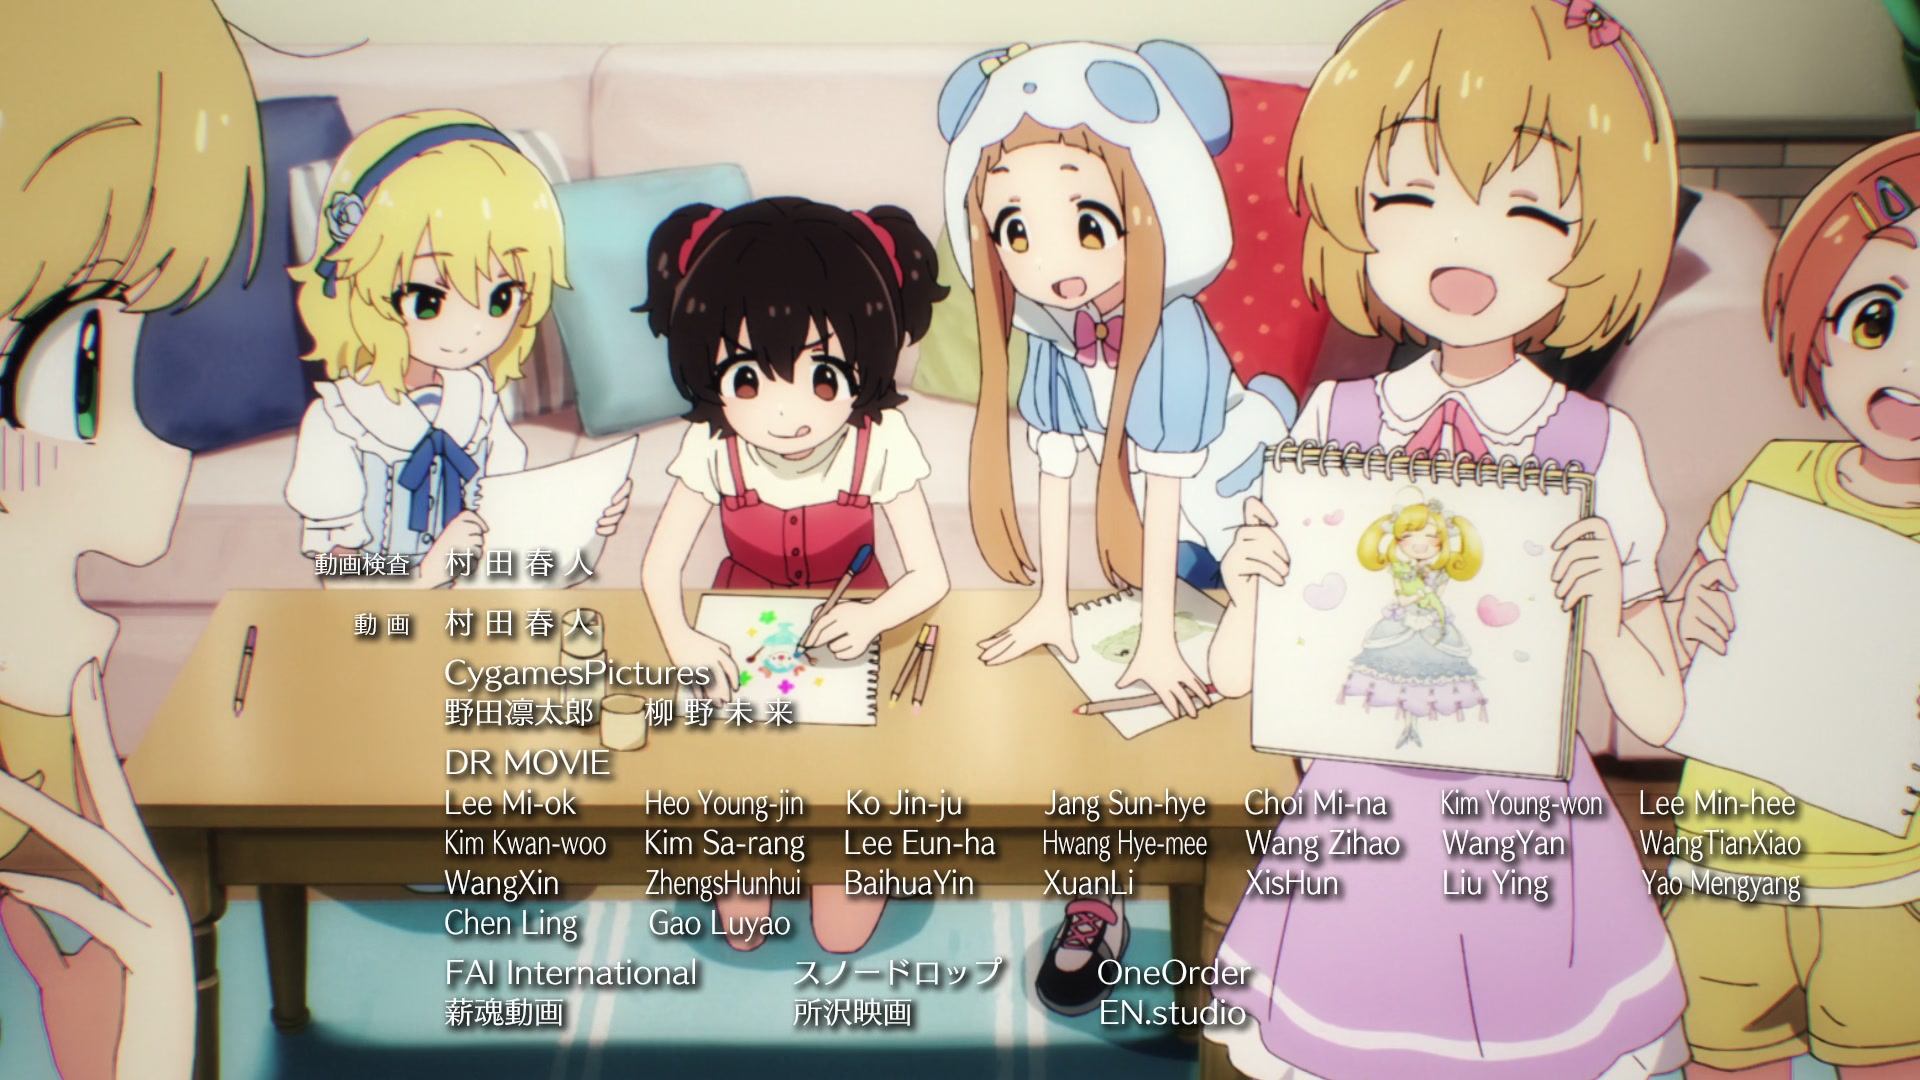 動画検査 村田春人
動画 村田春人
CygamesPictures
野田凛太郎 柳野未来
DR MOVIE
Lee Mi-ok Heo Young-jin Ko Jin-ju Jang Sun-hye Choi Mi-na Kim Young-won Lee Min-hee
Kim Kwan-woo Kim Sa-rang Lee Eun-ha Hwang Hye-mee Wang Zihao WangYan WangTianXiao
WangXin ZhengsHunhui BaihuaYin XuanLi XisHun Liu Ying Yao Mengyang
Chen Ling Gao Luyao
FAI International スノードロップ OneOrder
薪魂動画 所沢映画 EN.studio